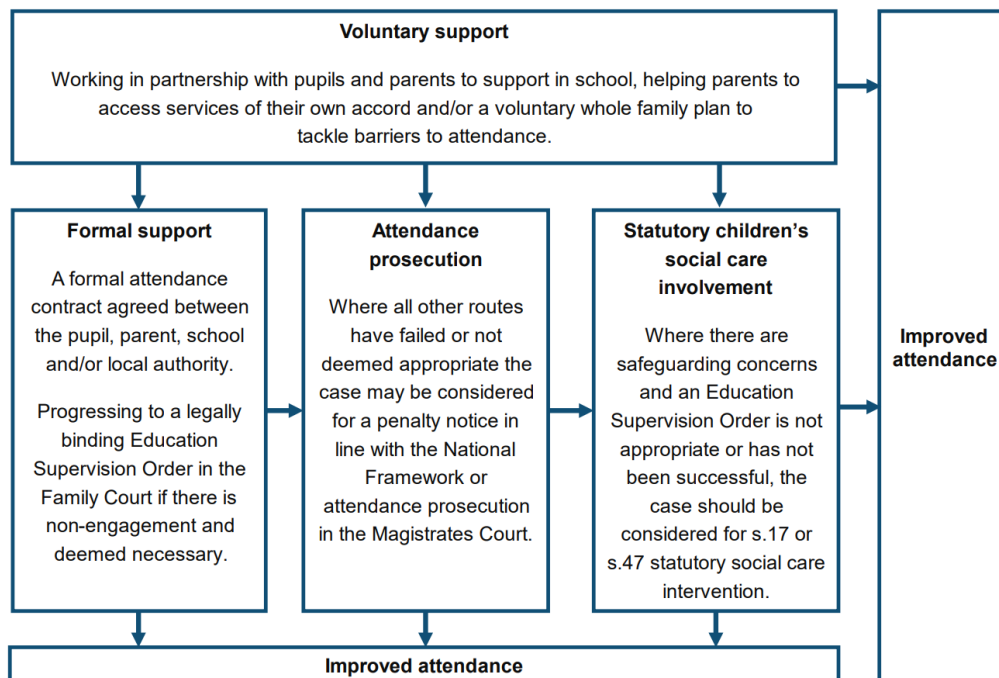 Voluntary support
Working in partnership with pupils and parents to support in school, helping parents to
access services of their own accord and/or a voluntary whole family plan to
tackle barriers to attendance.
Formal support
A formal attendance
contract agreed between
the pupil, parent, school
and/or local authority.
Progressing to a legally
binding Education
Supervision Order in the
Family Court if there is
non-engagement and
deemed necessary.
Attendance
prosecution
Where all other routes
have failed or not
deemed appropriate the
case may be considered
for a penalty notice in
line with the National
Framework or
attendance prosecution
in the Magistrates Court.
Statutory children’s
social care
involvement
Where there are
safeguarding concerns
and an Education
Supervision Order is not
appropriate or has not
been successful, the
case should be
considered for s.17 or
s.47 statutory social care
intervention.
Improved
attendance
Improved attendance